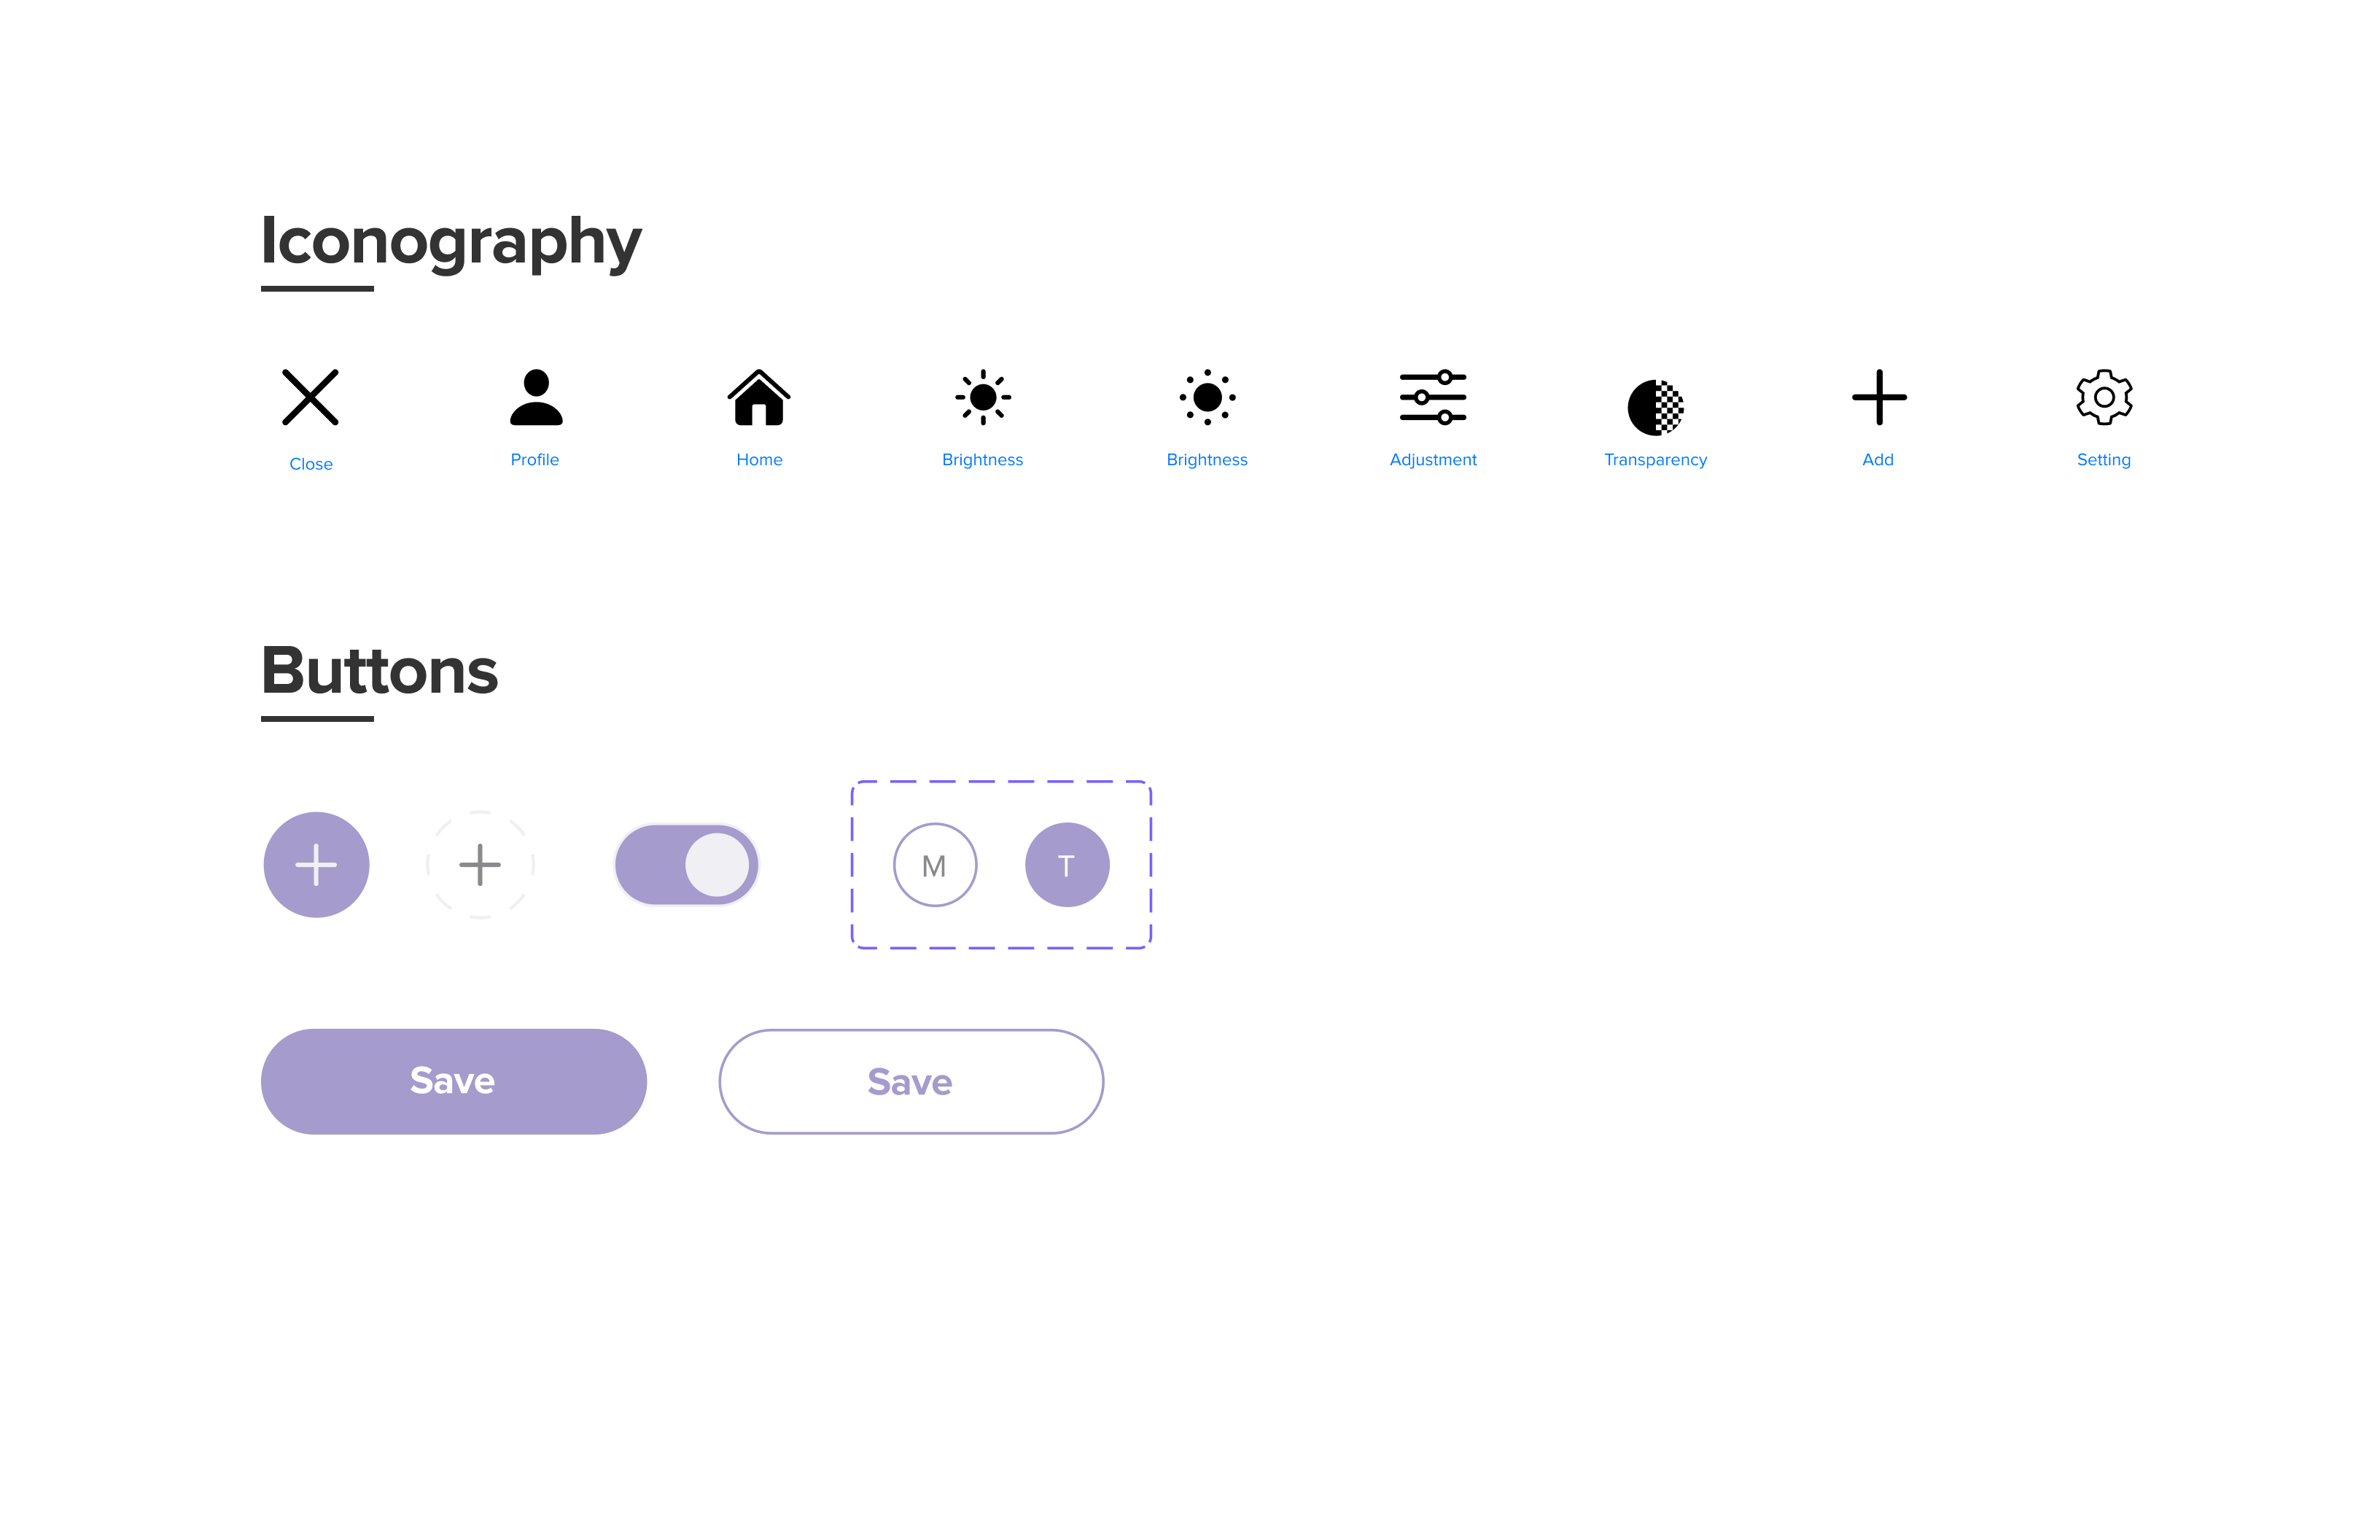 Iconography
Close
Profile
Home
Brightness
Brightness
Adjustment
Transparency
Add
Setting
Buttons
M
T
Save
Save